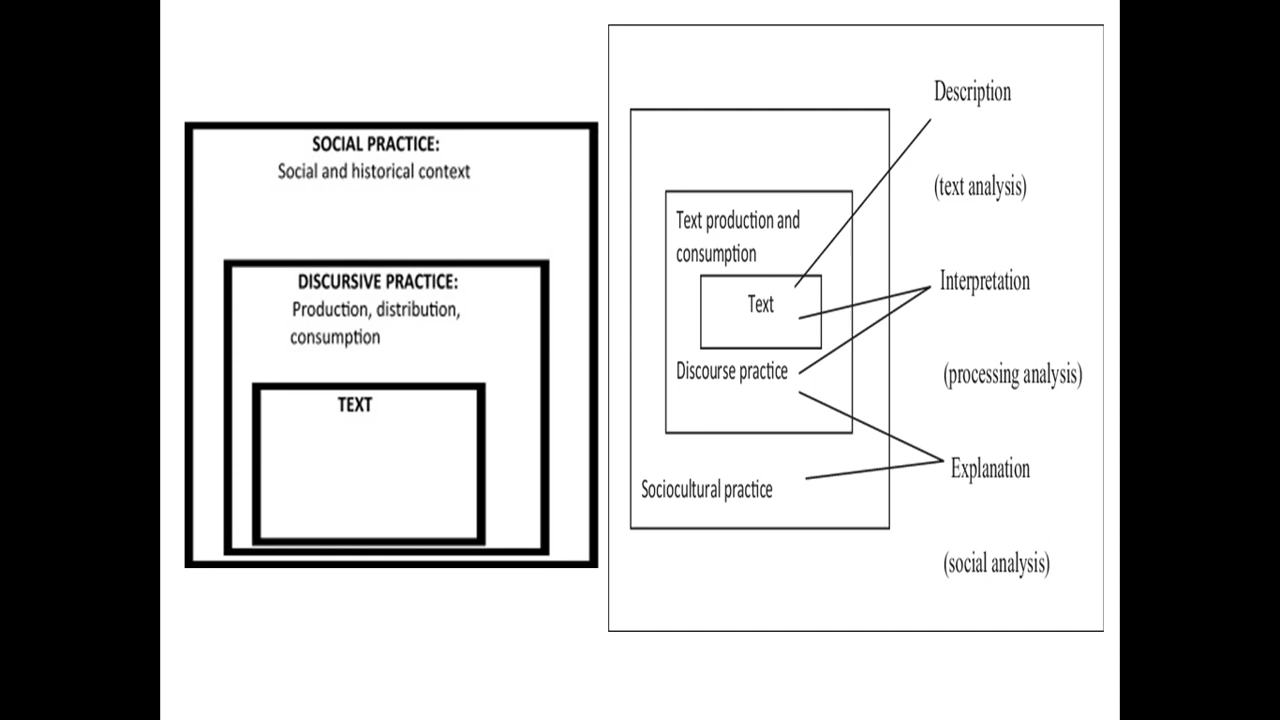 SOCIAL PRACTICE:
Social and historical context
DISCURSIVE PRACTICE:
Production, distribution,
consumption
TEXT
Description
(text analysis)
Text production and
consumption
Text
Interpretation
Discourse practice
(processing analysis)
Explanation
Sociocultural practice
(social analysis)